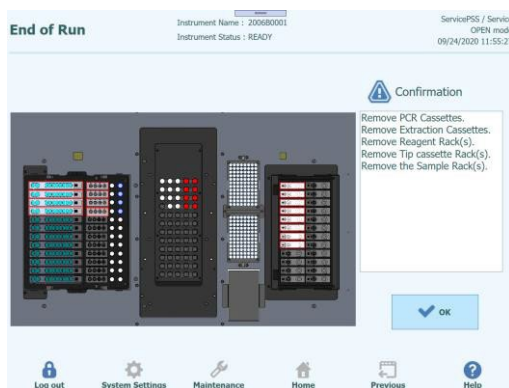 End of Run
Instrument Name : 2006B0001
Instrument Status : READY
ServicePSS / Servic
OPEN mod
09/24/2020 11:55:2
Confirmation
Remove PCR Cassettes.
Remove Extraction Cassettes.
Remove Reagent Rack(s).
Remove Tip cassette Rack(s).
Remove the Sample Rack(s).
OK
Log out
System Settings
Maintenance
Home
Previous
Help